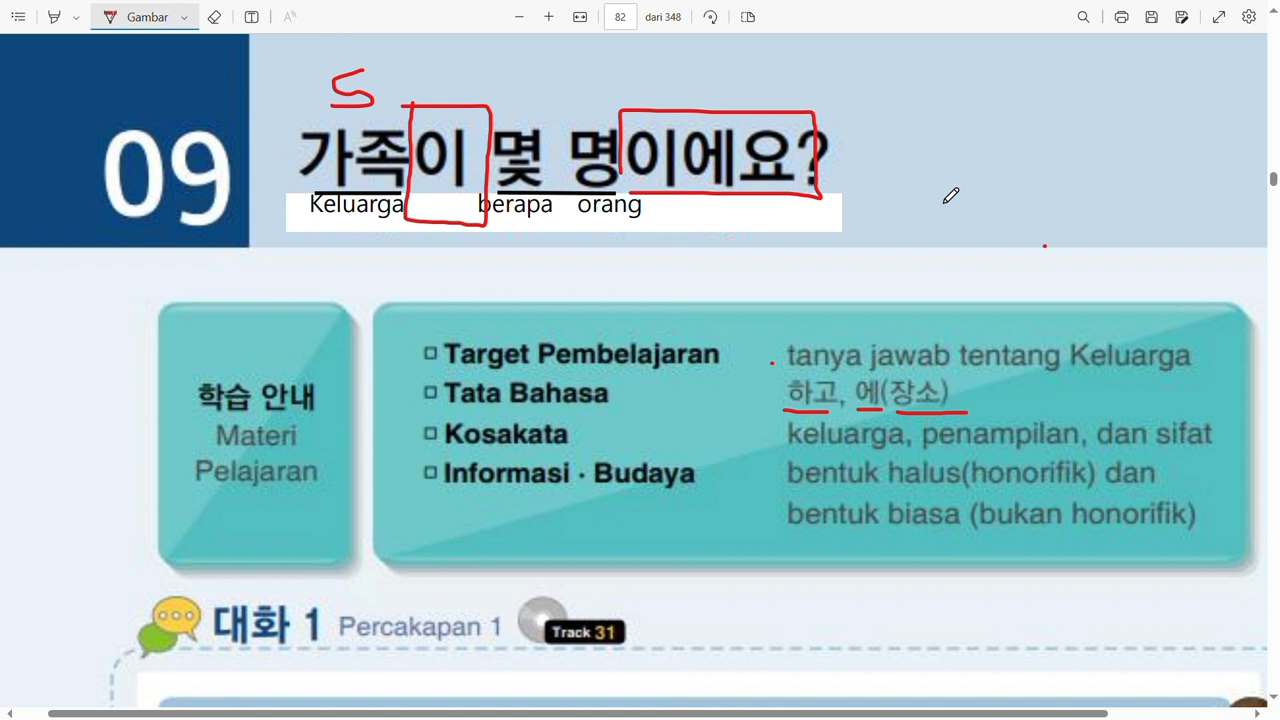 Gambar
82 dari 348
S
09
가족이 몇 명이에요?
Keluarga berapa orang
학습 안내
Materi
Pelajaran
Target Pembelajaran tanya jawab tentang Keluarga
Tata Bahasa 하고, 에(장소)
Kosakata keluarga, penampilan, dan sifat
Informasi · Budaya bentuk halus(honorifik) dan
bentuk biasa (bukan honorifik)
대화 1 Percakapan 1 Track 31